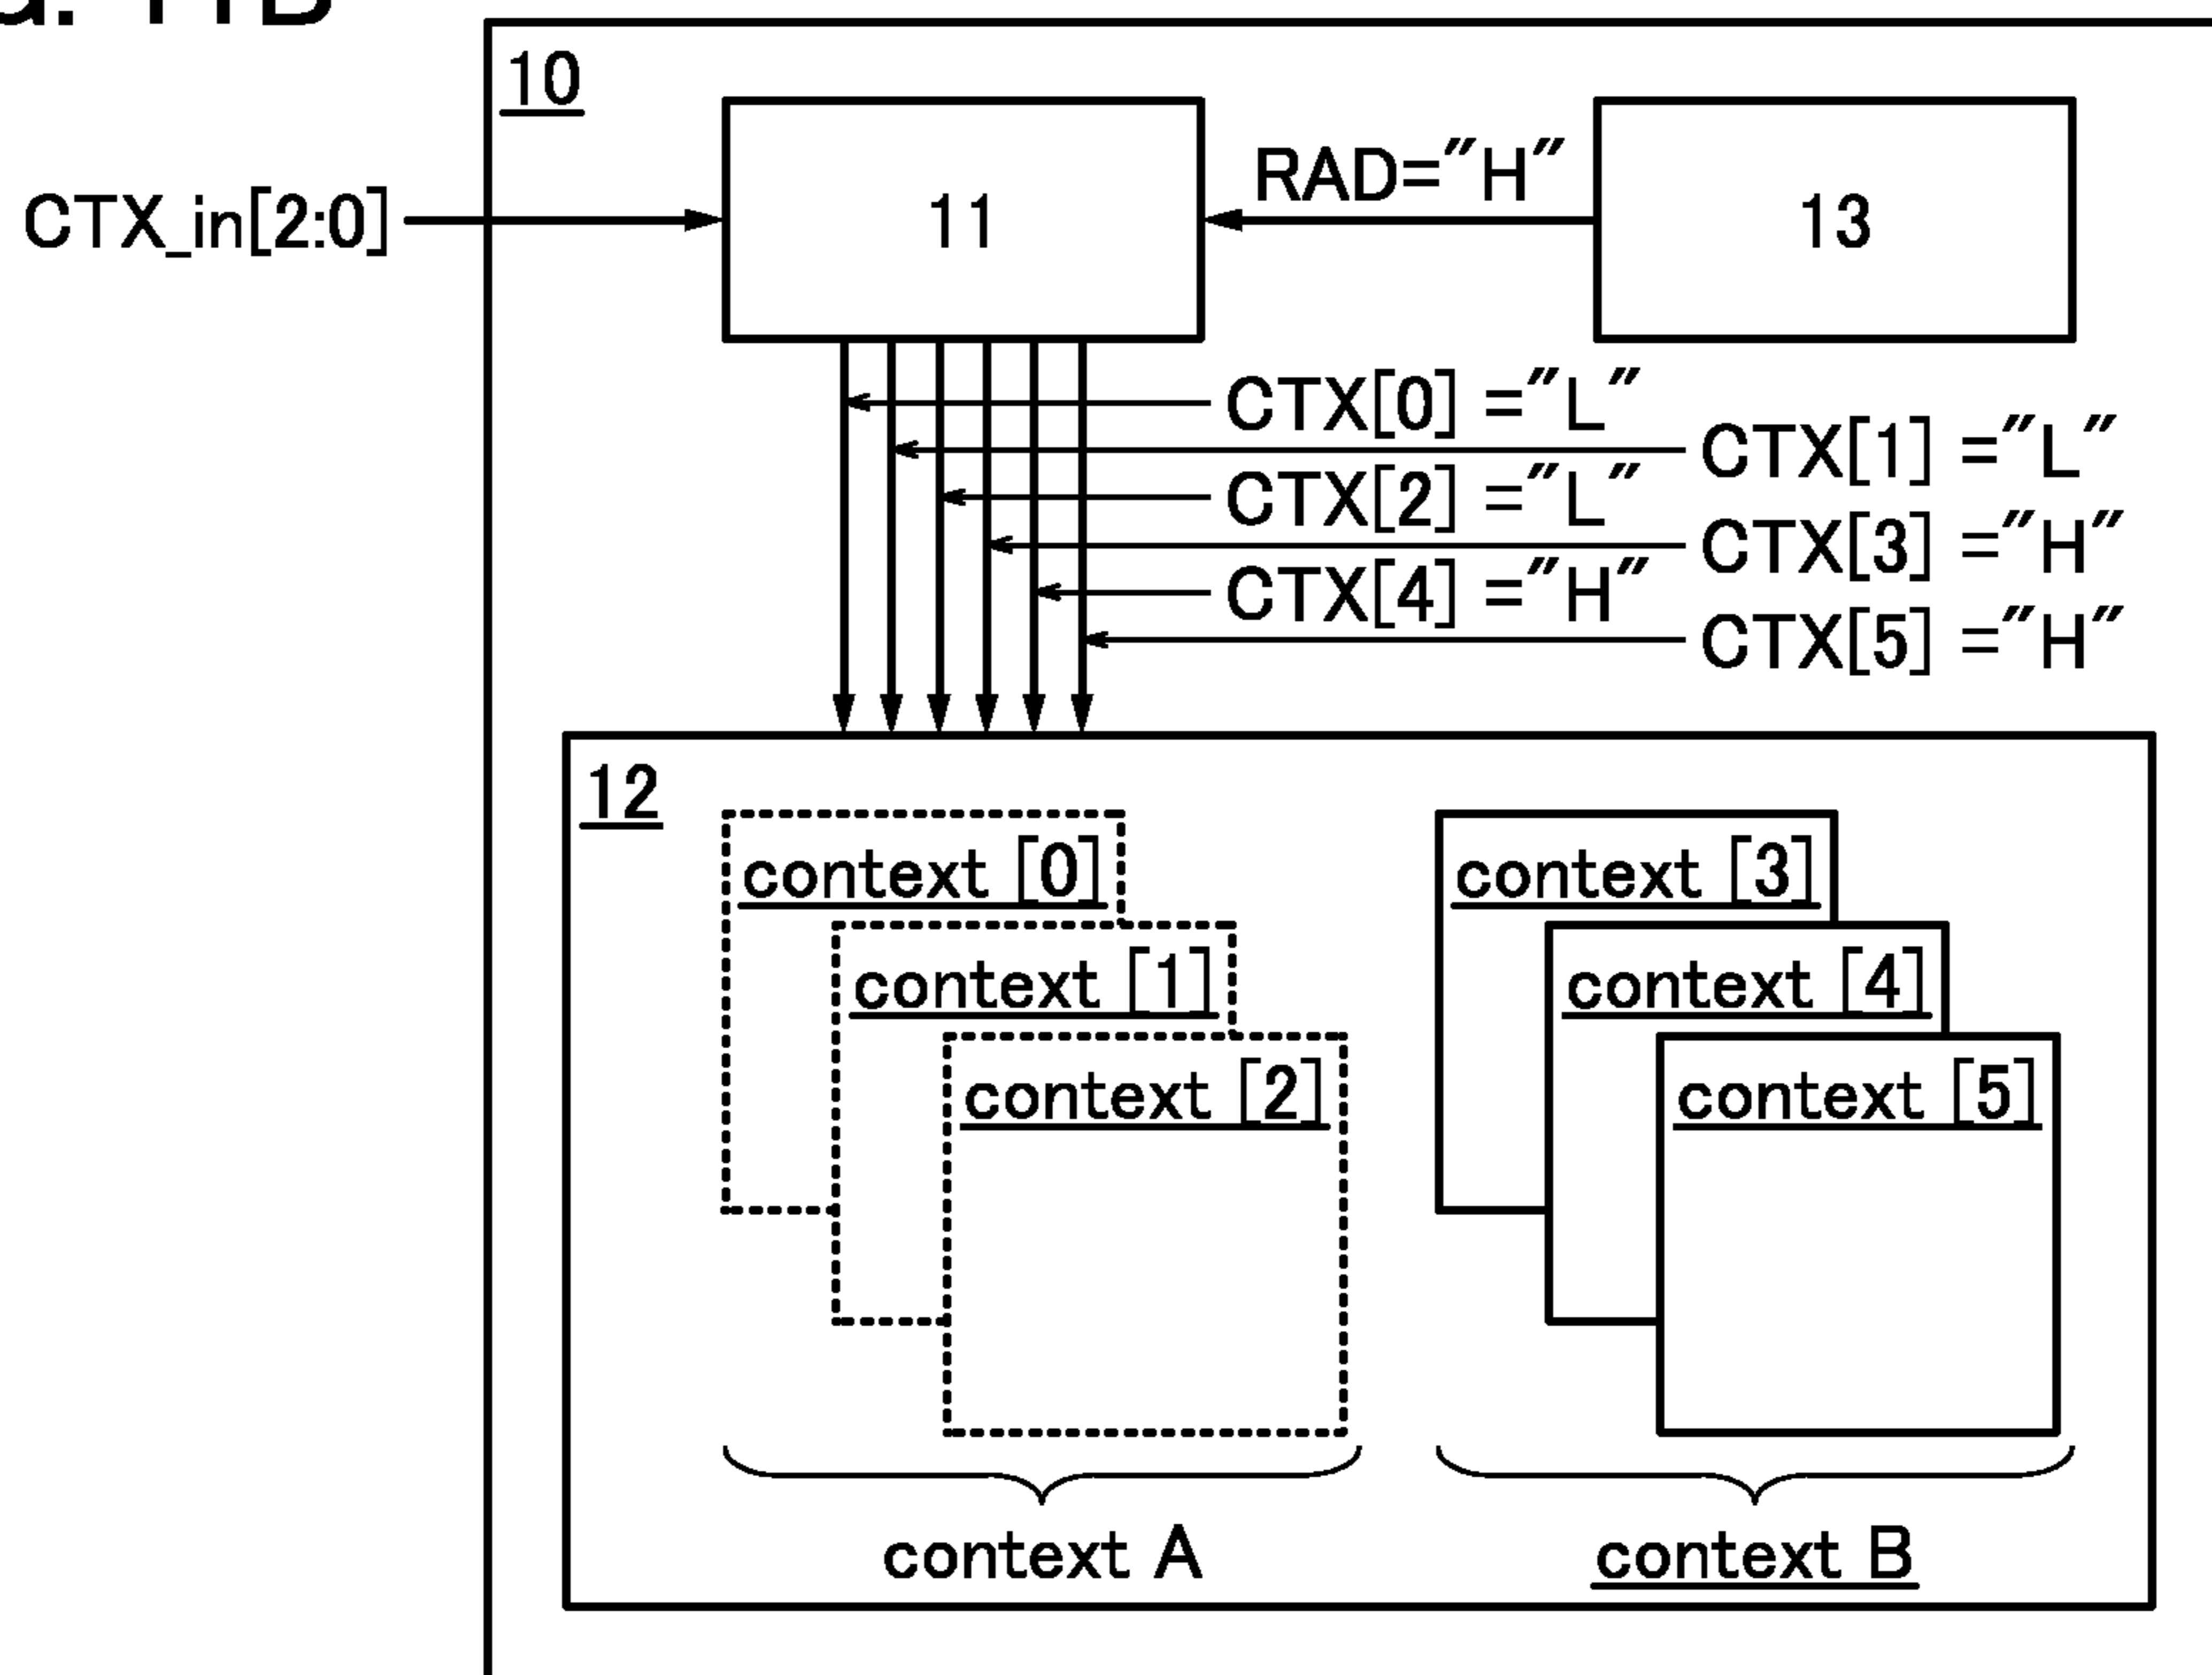 11B
10
RAD="H"
CTX_in[2:0]
11
13
CTX[0] ="L"
CTX[1] ="L"
CTX[2] ="L"
CTX[3] ="H"
CTX[4] ="H"
CTX[5] ="H"
12
context [0]
context [3]
context [1]
context [4]
context [2]
context [5]
context A
context B